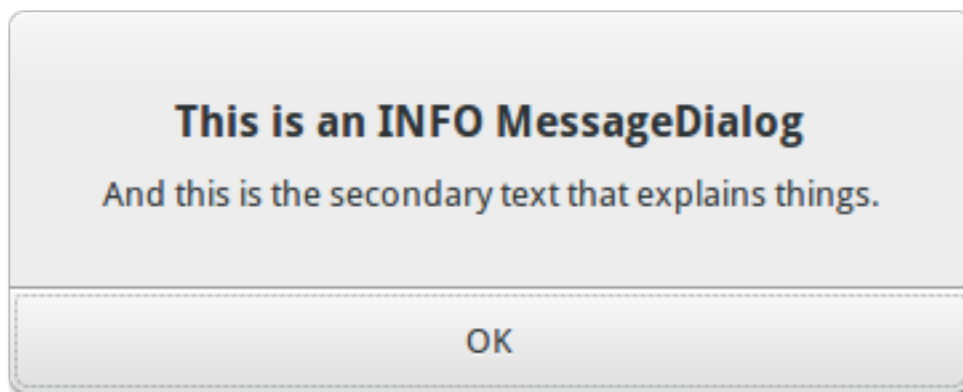 This is an INFO MessageDialog
And this is the secondary text that explains things.
OK